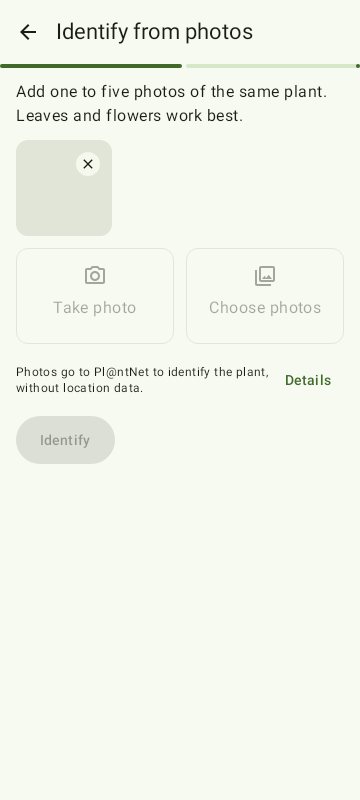 Identify from photos
Add one to five photos of the same plant.
Leaves and flowers work best.
Take photo
Choose photos
Photos go to Pl@ntNet to identify the plant,
without location data.
Details
Identify